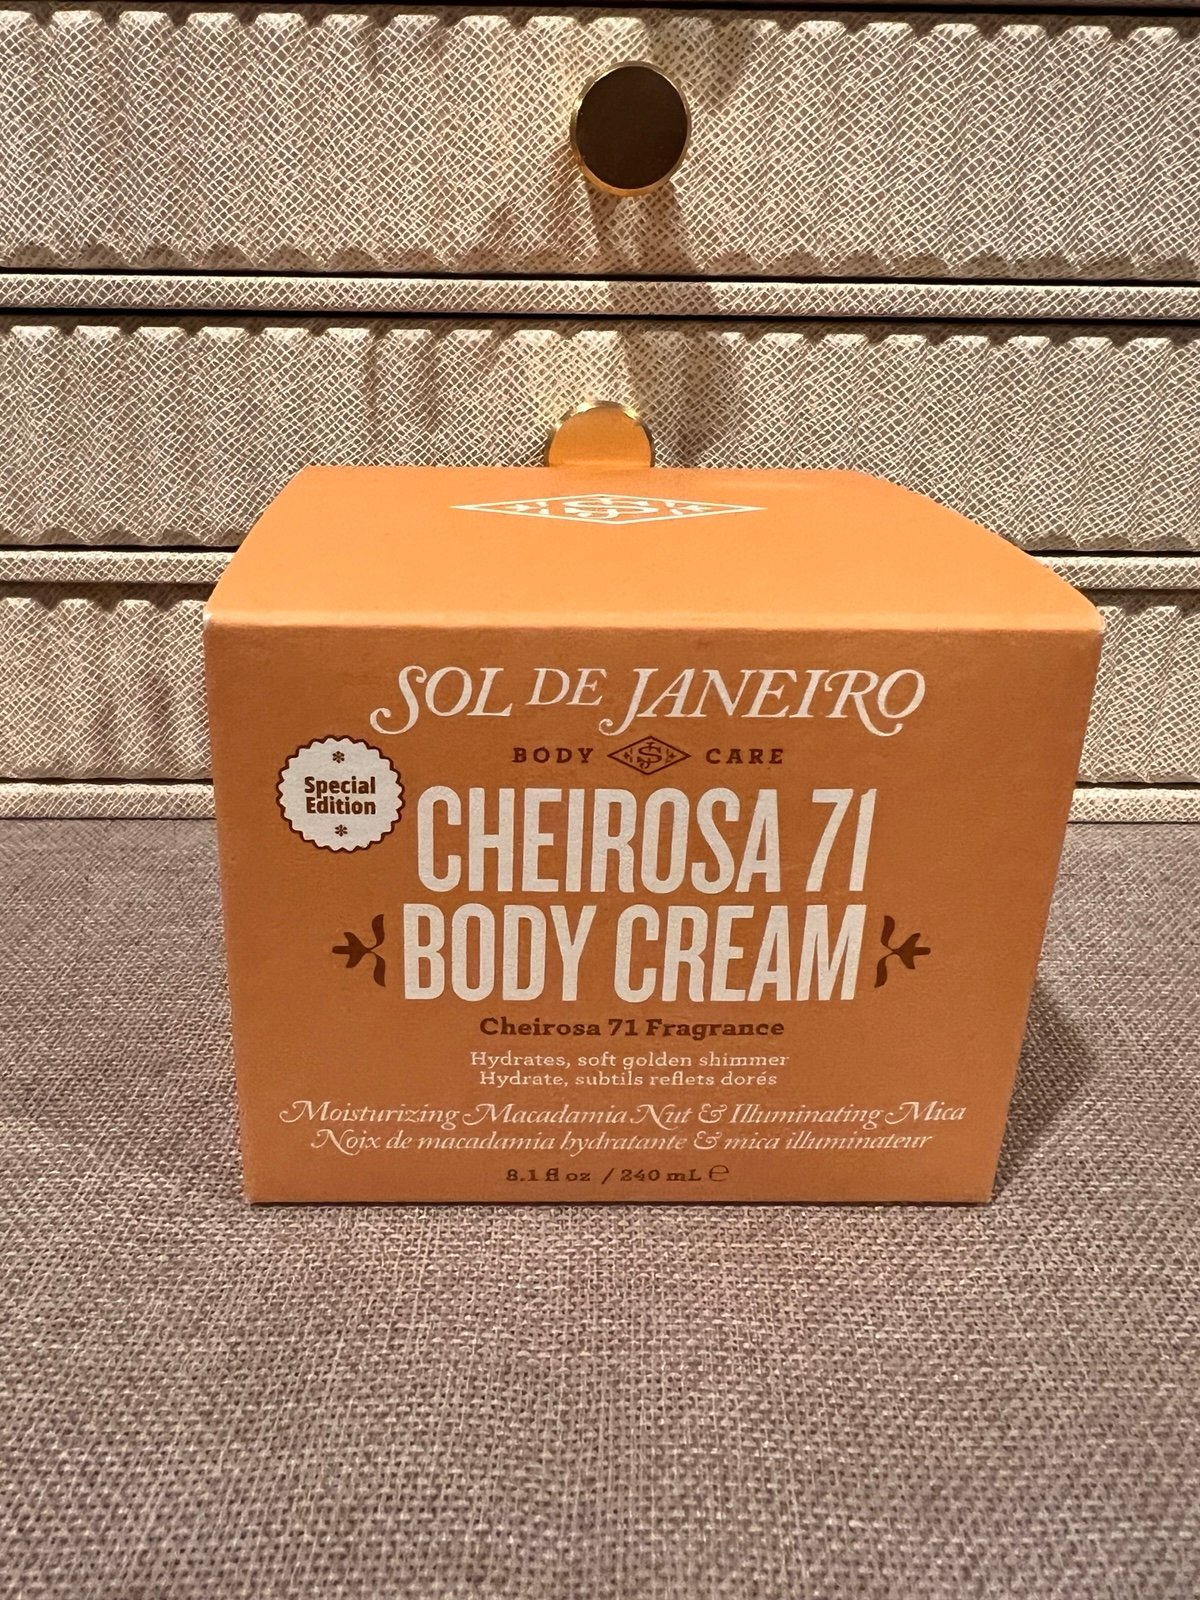 SOL DE JANEIRO
BODY SJ CARE
Special
Edition
CHEIROSA 71
BODY CREAM
Cheirosa 71 Fragrance
Hydrates, soft golden shimmer
Hydrate, subtils reflets dorés
Moisturizing Macadamia Nut & Illuminating Mica
Noix de macadamia hydratante & mica illuminateur
8.1 fl oz / 240 mL ℮